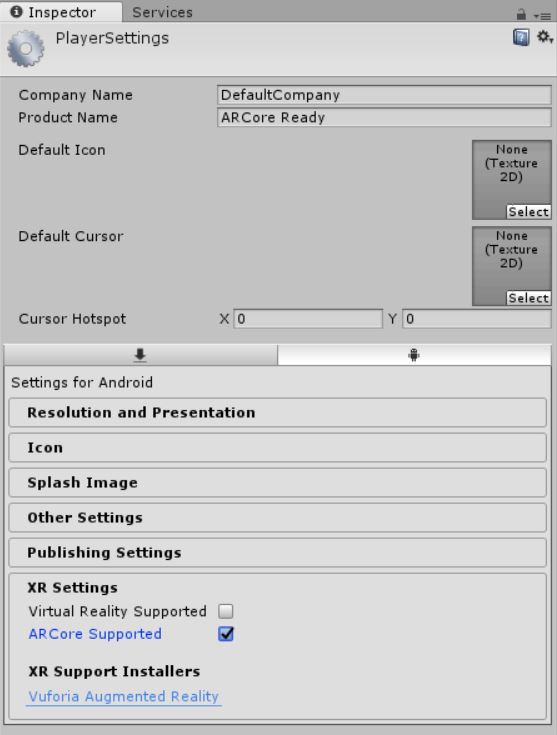 Inspector Services
PlayerSettings
Company Name DefaultCompany
Product Name ARCore Ready
Default Icon
None
(Texture
2D)
Select
Default Cursor
None
(Texture
2D)
Select
Cursor Hotspot X 0 Y 0
Settings for Android
Resolution and Presentation
Icon
Splash Image
Other Settings
Publishing Settings
XR Settings
Virtual Reality Supported
ARCore Supported
XR Support Installers
Vuforia Augmented Reality